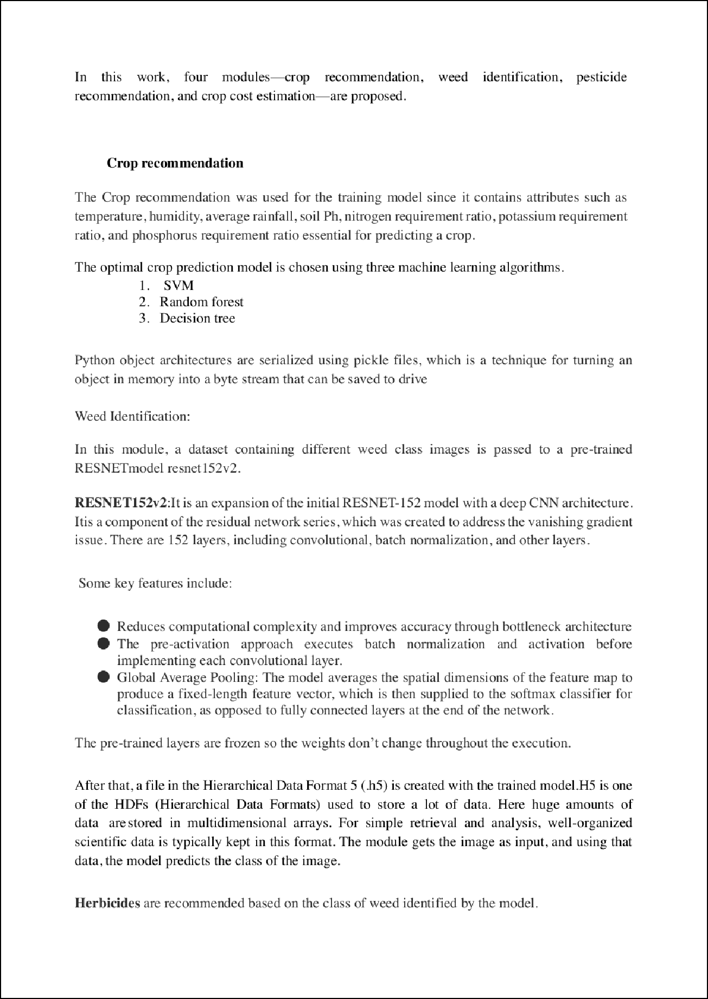 In this work, four modules—crop recommendation, weed identification, pesticide
recommendation, and crop cost estimation—are proposed.
Crop recommendation
The Crop recommendation was used for the training model since it contains attributes such as
temperature, humidity, average rainfall, soil Ph, nitrogen requirement ratio, potassium requirement
ratio, and phosphorus requirement ratio essential for predicting a crop.
The optimal crop prediction model is chosen using three machine learning algorithms.
1. SVM
2. Random forest
3. Decision tree
Python object architectures are serialized using pickle files, which is a technique for turning an
object in memory into a byte stream that can be saved to drive
Weed Identification:
In this module, a dataset containing different weed class images is passed to a pre-trained
RESNETmodel resnet152v2.
RESNET152v2:It is an expansion of the initial RESNET-152 model with a deep CNN architecture.
Itis a component of the residual network series, which was created to address the vanishing gradient
issue. There are 152 layers, including convolutional, batch normalization, and other layers.
Some key features include:
● Reduces computational complexity and improves accuracy through bottleneck architecture
● The pre-activation approach executes batch normalization and activation before
implementing each convolutional layer.
● Global Average Pooling: The model averages the spatial dimensions of the feature map to
produce a fixed-length feature vector, which is then supplied to the softmax classifier for
classification, as opposed to fully connected layers at the end of the network.
The pre-trained layers are frozen so the weights don’t change throughout the execution.
After that, a file in the Hierarchical Data Format 5 (.h5) is created with the trained model.H5 is one
of the HDFs (Hierarchical Data Formats) used to store a lot of data. Here huge amounts of
data arestored in multidimensional arrays. For simple retrieval and analysis, well-organized
scientific data is typically kept in this format. The module gets the image as input, and using that
data, the model predicts the class of the image.
Herbicides are recommended based on the class of weed identified by the model.